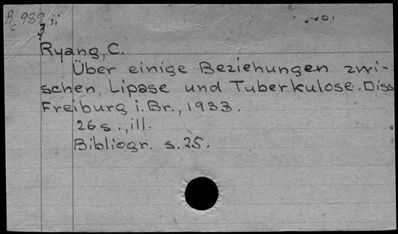 Ryang, C.
Über einige Beziehungen zwi-
schen Lipase und Tuberkulose. Diss
Freiburg i. Br., 1933.
26 s., ill.
Bibliogr. s. 25.